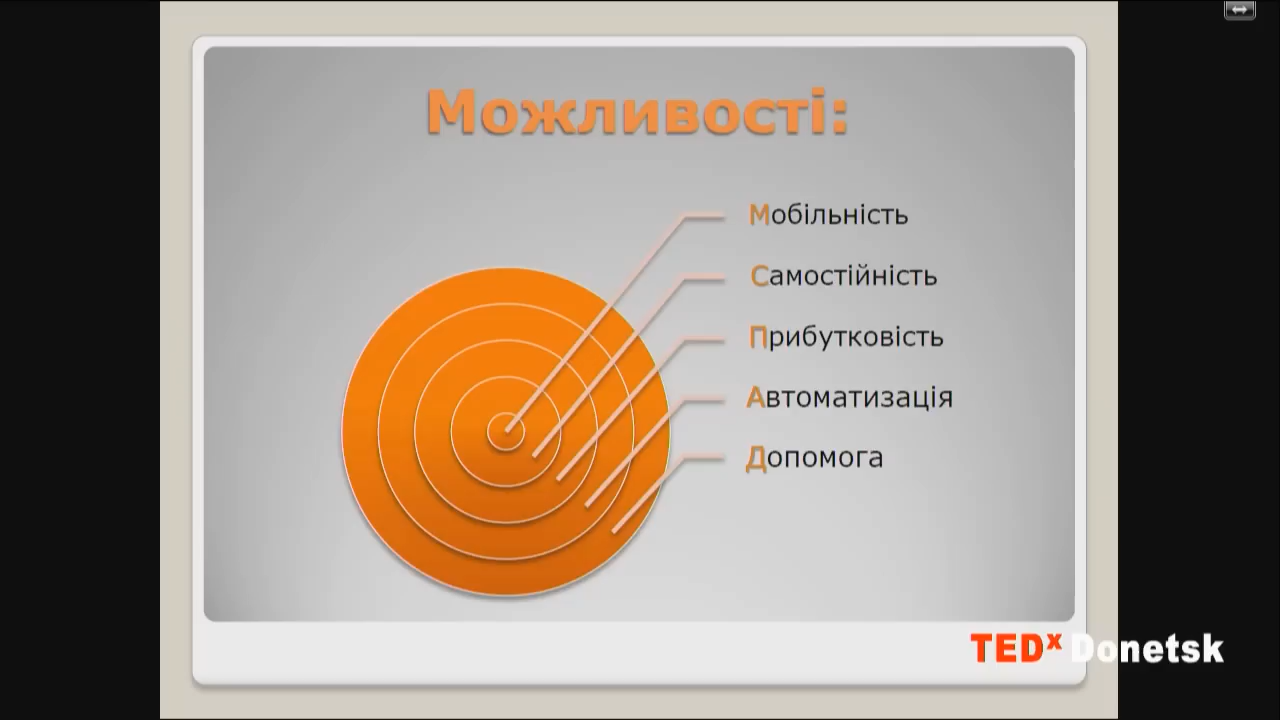 Можливості:
Мобільність
Самостійність
Прибутковість
Автоматизація
Допомога
TEDx Donetsk